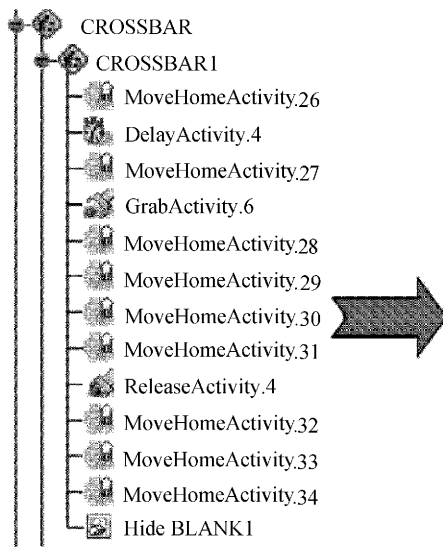 CROSSBAR
CROSSBAR1
MoveHomeActivity.26
DelayActivity.4
MoveHomeActivity.27
GrabActivity.6
MoveHomeActivity.28
MoveHomeActivity.29
MoveHomeActivity.30
MoveHomeActivity.31
ReleaseActivity.4
MoveHomeActivity.32
MoveHomeActivity.33
MoveHomeActivity.34
Hide BLANK1